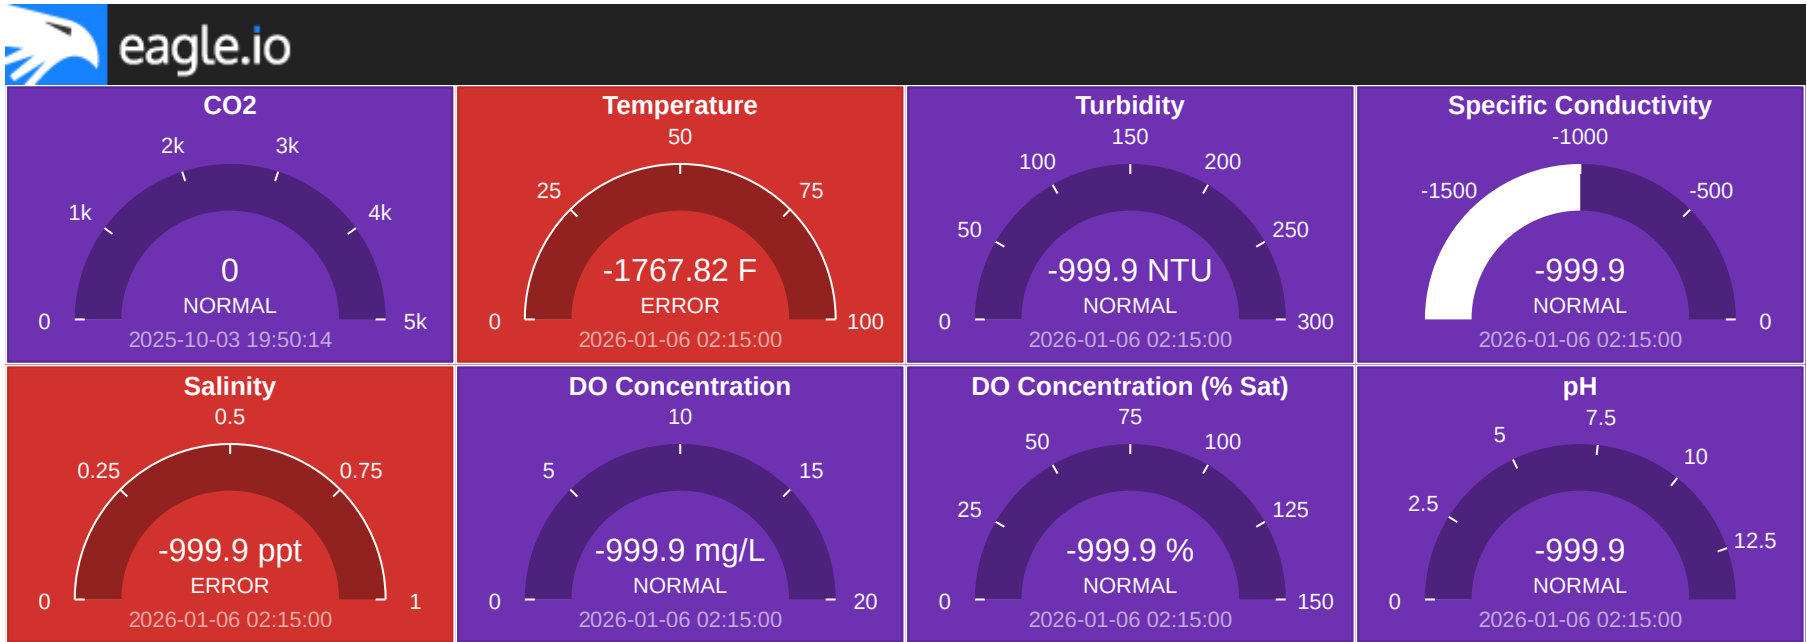 eagle.io
CO2
2k 3k
1k 4k
0
NORMAL
0 5k
2025-10-03 19:50:14
Temperature
50
25 75
-1767.82 F
ERROR
0 100
2026-01-06 02:15:00
Turbidity
150
100 200
50 250
-999.9 NTU
NORMAL
0 300
2026-01-06 02:15:00
Specific Conductivity
-1000
-1500 -500
-999.9
NORMAL
0
2026-01-06 02:15:00
Salinity
0.5
0.25 0.75
-999.9 ppt
ERROR
0 1
2026-01-06 02:15:00
DO Concentration
10
5 15
-999.9 mg/L
NORMAL
0 20
2026-01-06 02:15:00
DO Concentration (% Sat)
75
50 100
25 125
-999.9 %
NORMAL
0 150
2026-01-06 02:15:00
pH
7.5
5 10
2.5 12.5
-999.9
NORMAL
0
2026-01-06 02:15:00